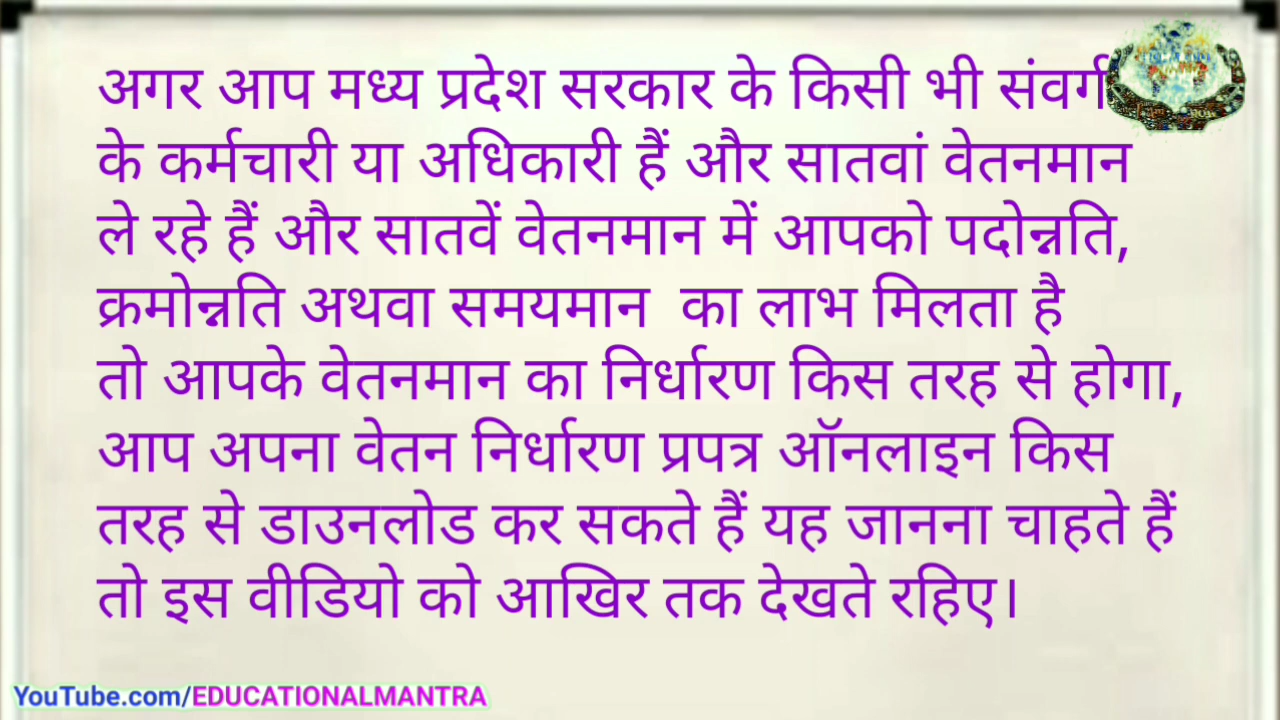 अगर आप मध्य प्रदेश सरकार के किसी भी संवर्ग
के कर्मचारी या अधिकारी हैं और सातवां वेतनमान
ले रहे हैं और सातवें वेतनमान में आपको पदोन्नति,
क्रमोन्नति अथवा समयमान का लाभ मिलता है
तो आपके वेतनमान का निर्धारण किस तरह से होगा,
आप अपना वेतन निर्धारण प्रपत्र ऑनलाइन किस
तरह से डाउनलोड कर सकते हैं यह जानना चाहते हैं
तो इस वीडियो को आखिर तक देखते रहिए।
YouTube.com/EDUCATIONALMANTRA